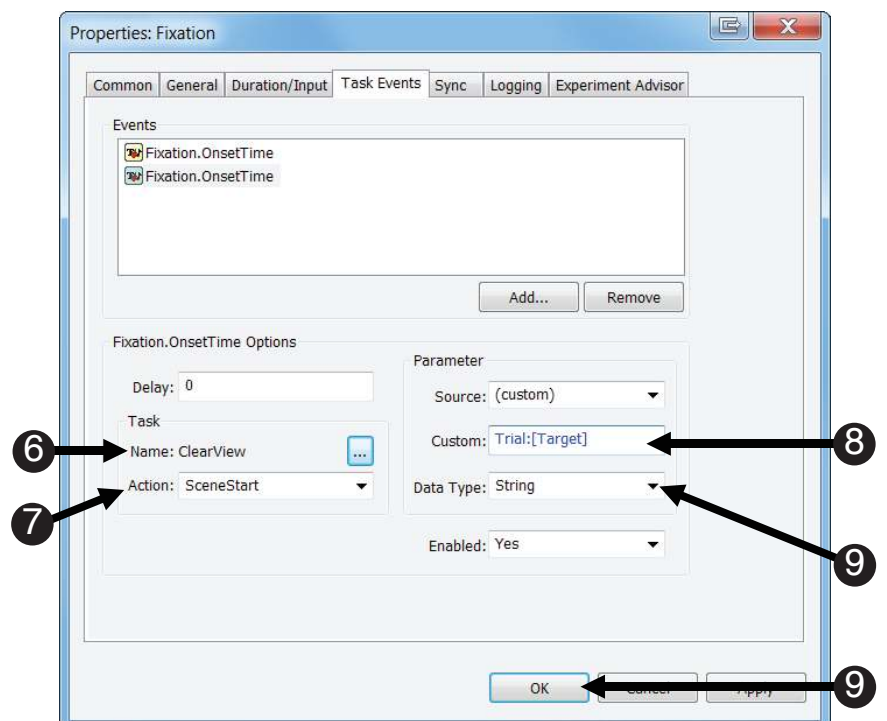 Properties: Fixation
Common General Duration/Input Task Events Sync Logging Experiment Advisor
Events
Fixation.OnsetTime
Fixation.OnsetTime
Add... Remove
Fixation.OnsetTime Options
Delay: 0
Task
Name: ClearView ...
Action: SceneStart
Parameter
Source: (custom)
Custom: Trial:[Target]
Data Type: String
Enabled: Yes
6
7
8
9
OK
9